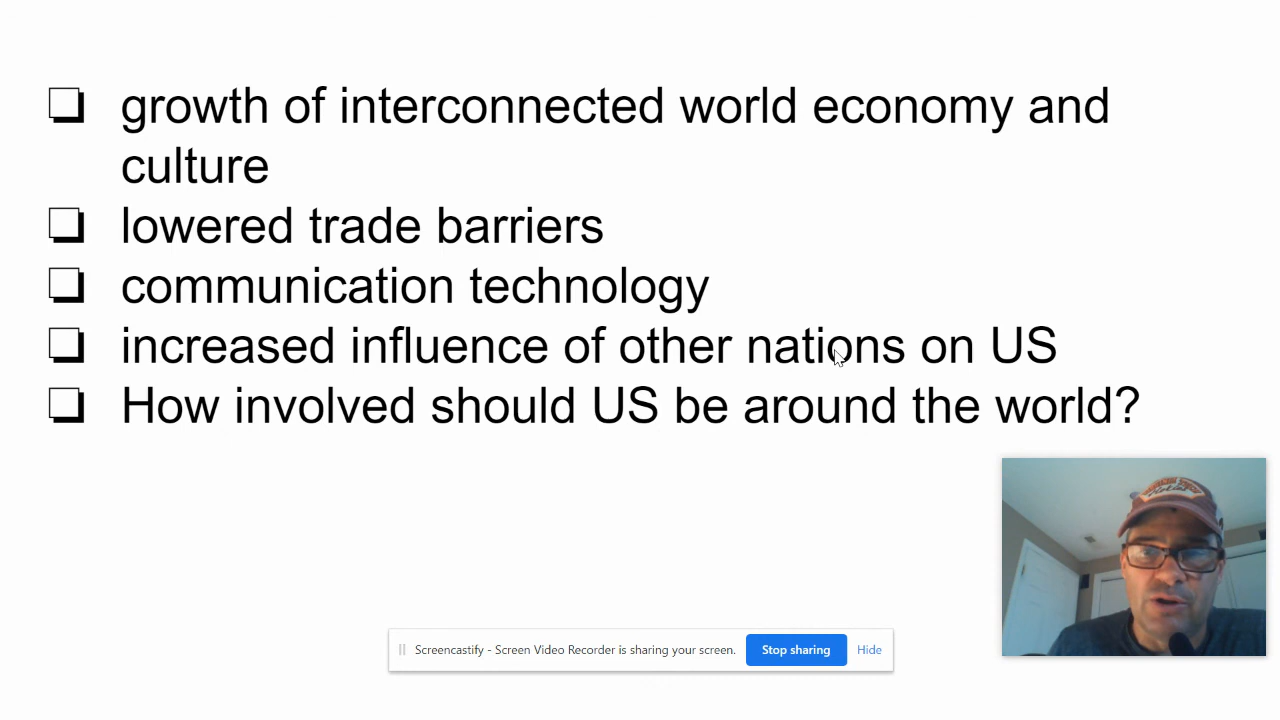 growth of interconnected world economy and
culture
lowered trade barriers
communication technology
increased influence of other nations on US
How involved should US be around the world?
Screencastify - Screen Video Recorder is sharing your screen. Stop sharing Hide